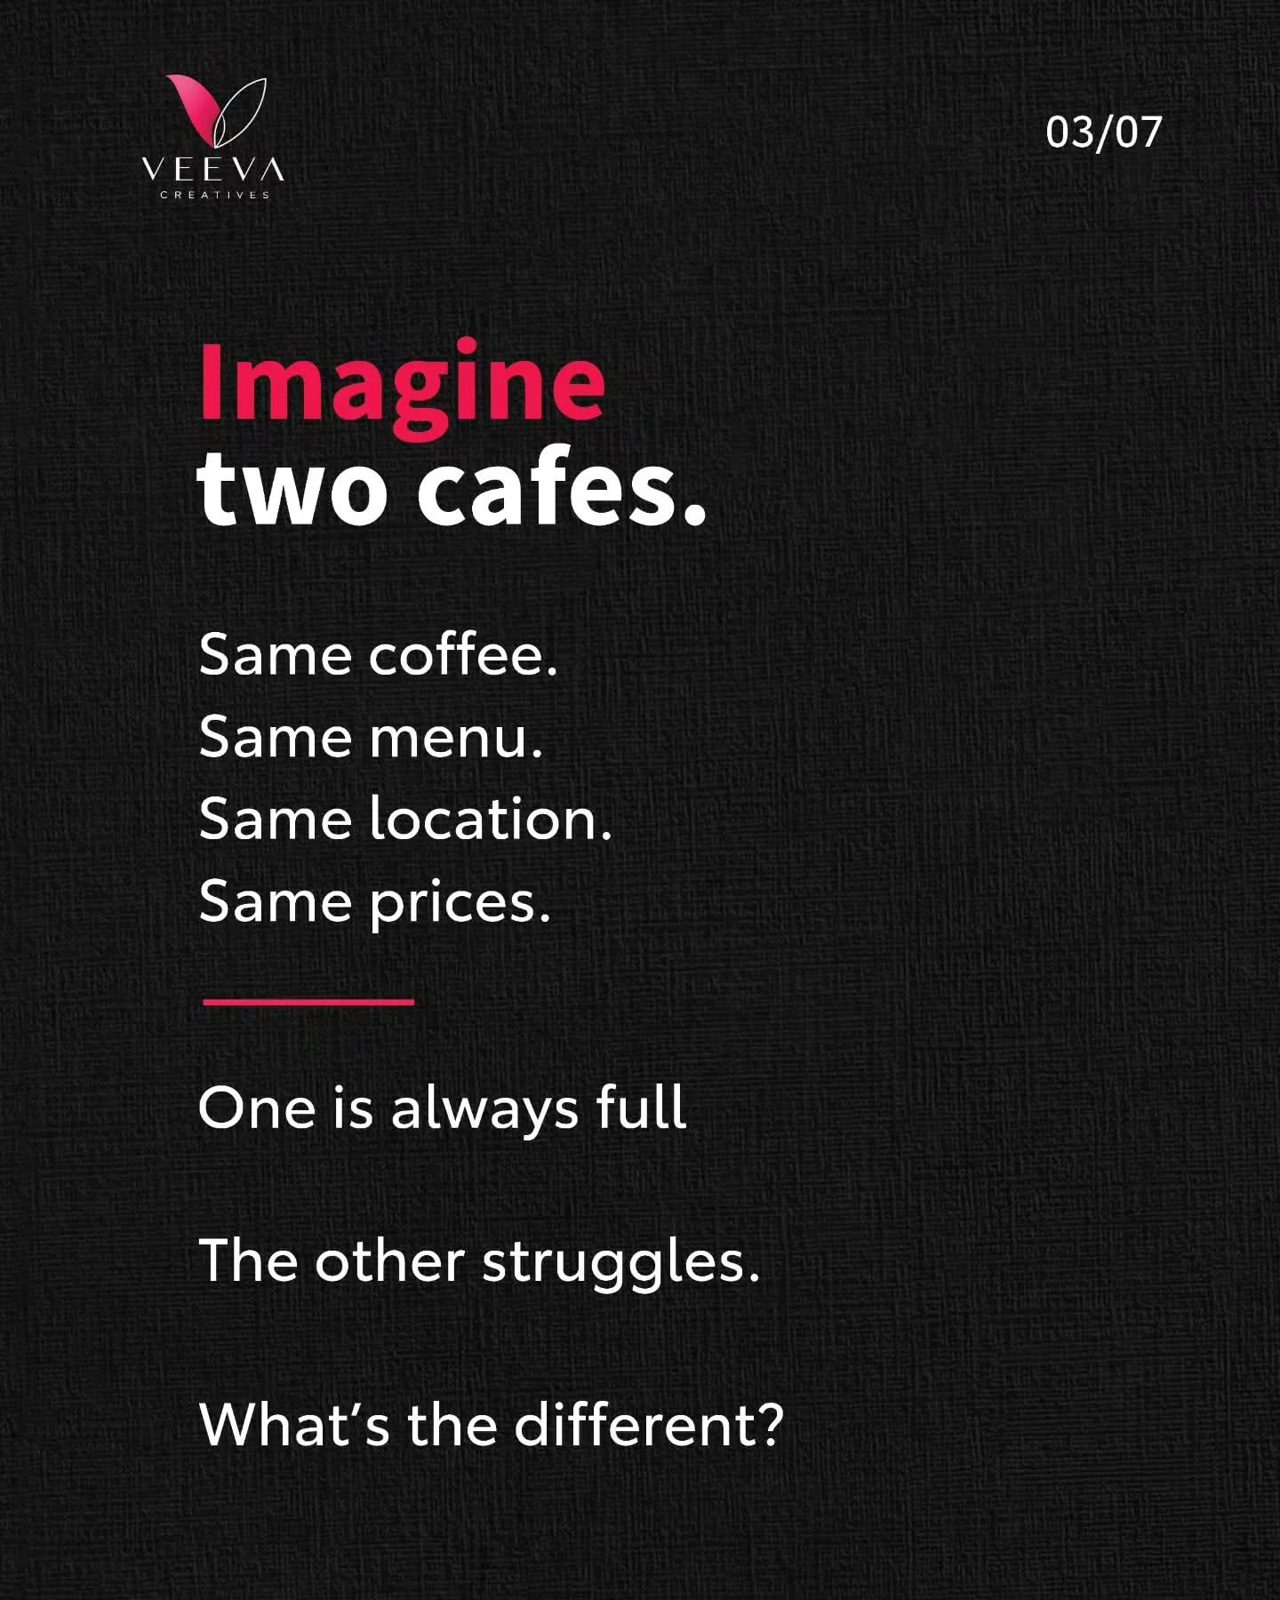 VEEVA
CREATIVES
03/07
Imagine
two cafes.
Same coffee.
Same menu.
Same location.
Same prices.
One is always full
The other struggles.
What’s the different?